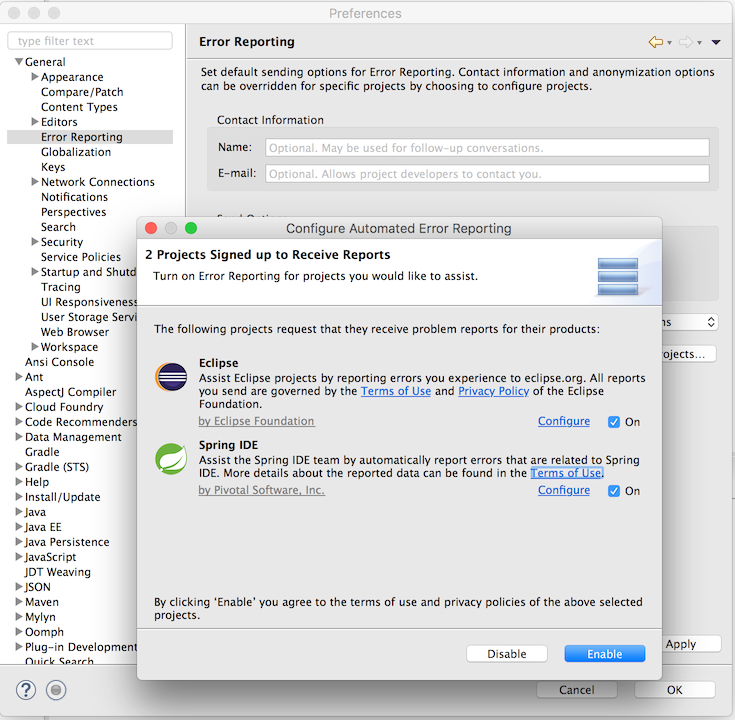 Preferences
type filter text
General
Appearance
Compare/Patch
Content Types
Editors
Error Reporting
Globalization
Keys
Network Connections
Notifications
Perspectives
Search
Security
Service Policies
Startup and Shutd
Tracing
UI Responsiveness
User Storage Servi
Web Browser
Workspace
Ansi Console
Ant
AspectJ Compiler
Cloud Foundry
Code Recommenders
Data Management
Gradle
Gradle (STS)
Help
Install/Update
Java
Java EE
Java Persistence
JavaScript
JDT Weaving
JSON
Maven
Mylyn
Oomph
Plug-in Development
Quick Search
Error Reporting
Set default sending options for Error Reporting. Contact information and anonymization options
can be overridden for specific projects by choosing to configure projects.
Contact Information
Name: Optional. May be used for follow-up conversations.
E-mail: Optional. Allows project developers to contact you.
Send Options
ns
ojects...
Configure Automated Error Reporting
2 Projects Signed up to Receive Reports
Turn on Error Reporting for projects you would like to assist.
The following projects request that they receive problem reports for their products:
Eclipse
Assist Eclipse projects by reporting errors you experience to eclipse.org. All reports
you send are governed by the Terms of Use and Privacy Policy of the Eclipse
Foundation.
by Eclipse Foundation Configure On
Spring IDE
Assist the Spring IDE team by automatically report errors that are related to Spring
IDE. More details about the reported data can be found in the Terms of Use.
by Pivotal Software, Inc. Configure On
By clicking ‘Enable’ you agree to the terms of use and privacy policies of the above selected
projects.
Disable Enable
Apply
? Cancel OK